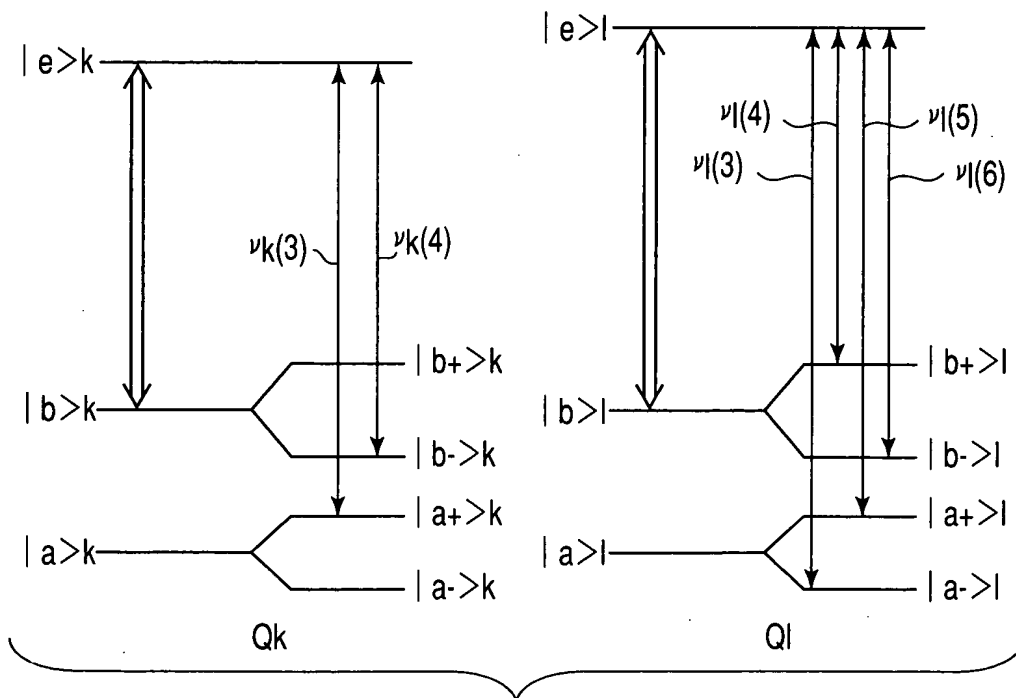 | e>k
νk(3)
νk(4)
| b+>k
| b>k
| b->k
| a+>k
| a>k
| a->k
Qk
| e>l
νl(4)
νl(5)
νl(3)
νl(6)
| b+>l
| b>l
| b->l
| a+>l
| a>l
| a->l
Ql